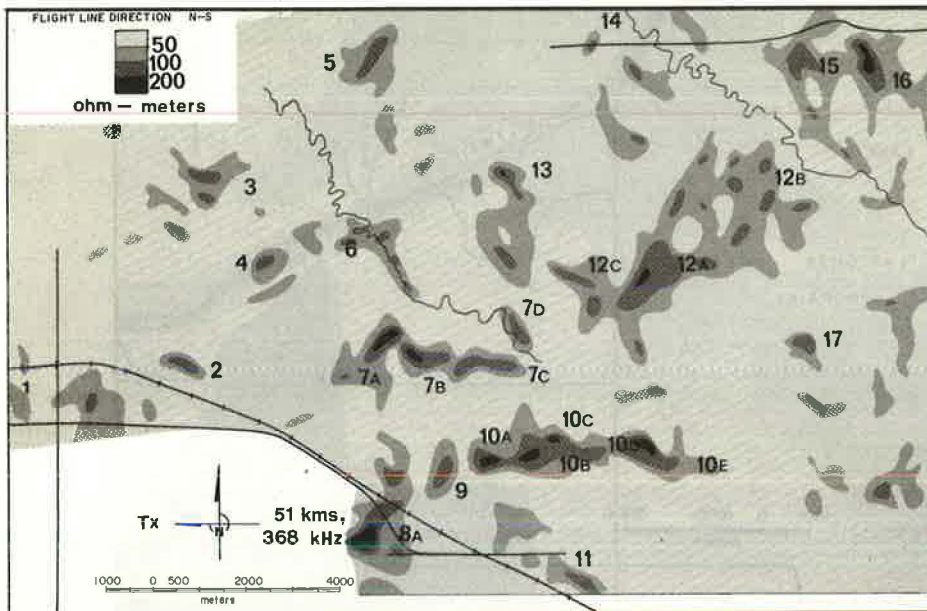 FLIGHT LINE DIRECTION N-S
50
100
200
ohm — meters
14
5
15
16
3
13
12B
4
6
12C
12A
7D
17
1
2
7A
7B
7C
10C
10A
10D
10B
10E
9
Tx
N
51 kms,
368 kHz
8A
11
1000 0 500 2000 4000
meters